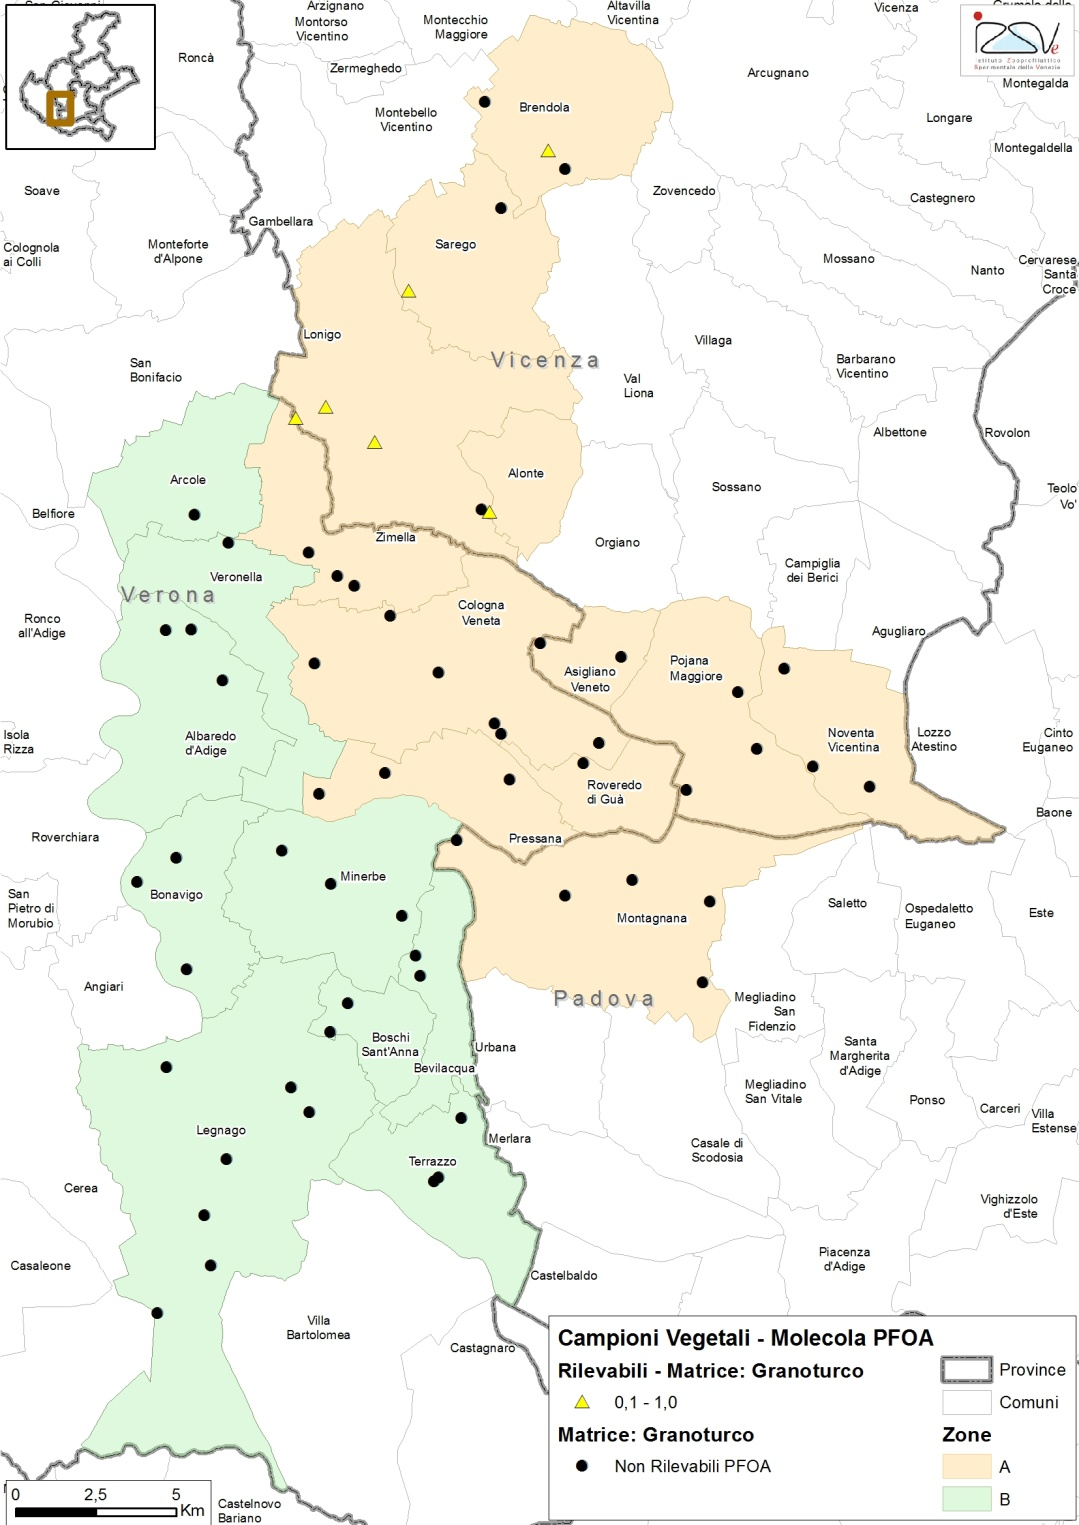 Arzignano
Montorso
Vicentino
Montecchio
Maggiore
Altavilla
Vicentina
Vicenza
Roncà
Zermeghedo
Montebello
Vicentino
Brendola
Arcugnano
IZSVe
Istituto Zooprofilattico
Sperimentale delle Venezie
Montegalda
Longare
Montegaldella
Soave
Zovencedo
Castegnero
Gambellara
Colognola
ai Colli
Monteforte
d'Alpone
Sarego
Mossano
Nanto
Cervarese
Santa
Croce
Lonigo
Vicenza
Villaga
San
Bonifacio
Val
Liona
Barbarano
Vicentino
Albettone
Rovolon
Arcole
Alonte
Sossano
Teolo
Vo'
Belfiore
Zimella
Orgiano
Veronella
Campiglia
dei Berici
Verona
Ronco
all'Adige
Cologna
Veneta
Agugliaro
Asigliano
Veneto
Pojana
Maggiore
Isola
Rizza
Albaredo
d'Adige
Noventa
Vicentina
Lozzo
Atestino
Cinto
Euganeo
Roveredo
di Guà
Baone
Roverchiara
Pressana
Minerbe
San
Pietro di
Morubio
Bonavigo
Montagnana
Saletto
Ospedaletto
Euganeo
Este
Angiari
Padova
Megliadino
San
Fidenzio
Boschi
Sant'Anna
Urbana
Bevilacqua
Santa
Margherita
d'Adige
Megliadino
San Vitale
Ponso
Carceri
Villa
Estense
Legnago
Merlara
Casale di
Scodosia
Terrazzo
Cerea
Vighizzolo
d'Este
Casaleone
Castelbaldo
Piacenza
d'Adige
Villa
Bartolomea
Castagnaro
Campioni Vegetali - Molecola PFOA
Rilevabili - Matrice: Granoturco
0,1 - 1,0
Matrice: Granoturco
Non Rilevabili PFOA
Province
Comuni
Zone
A
B
0 2,5 5
Km
Castelnovo
Bariano